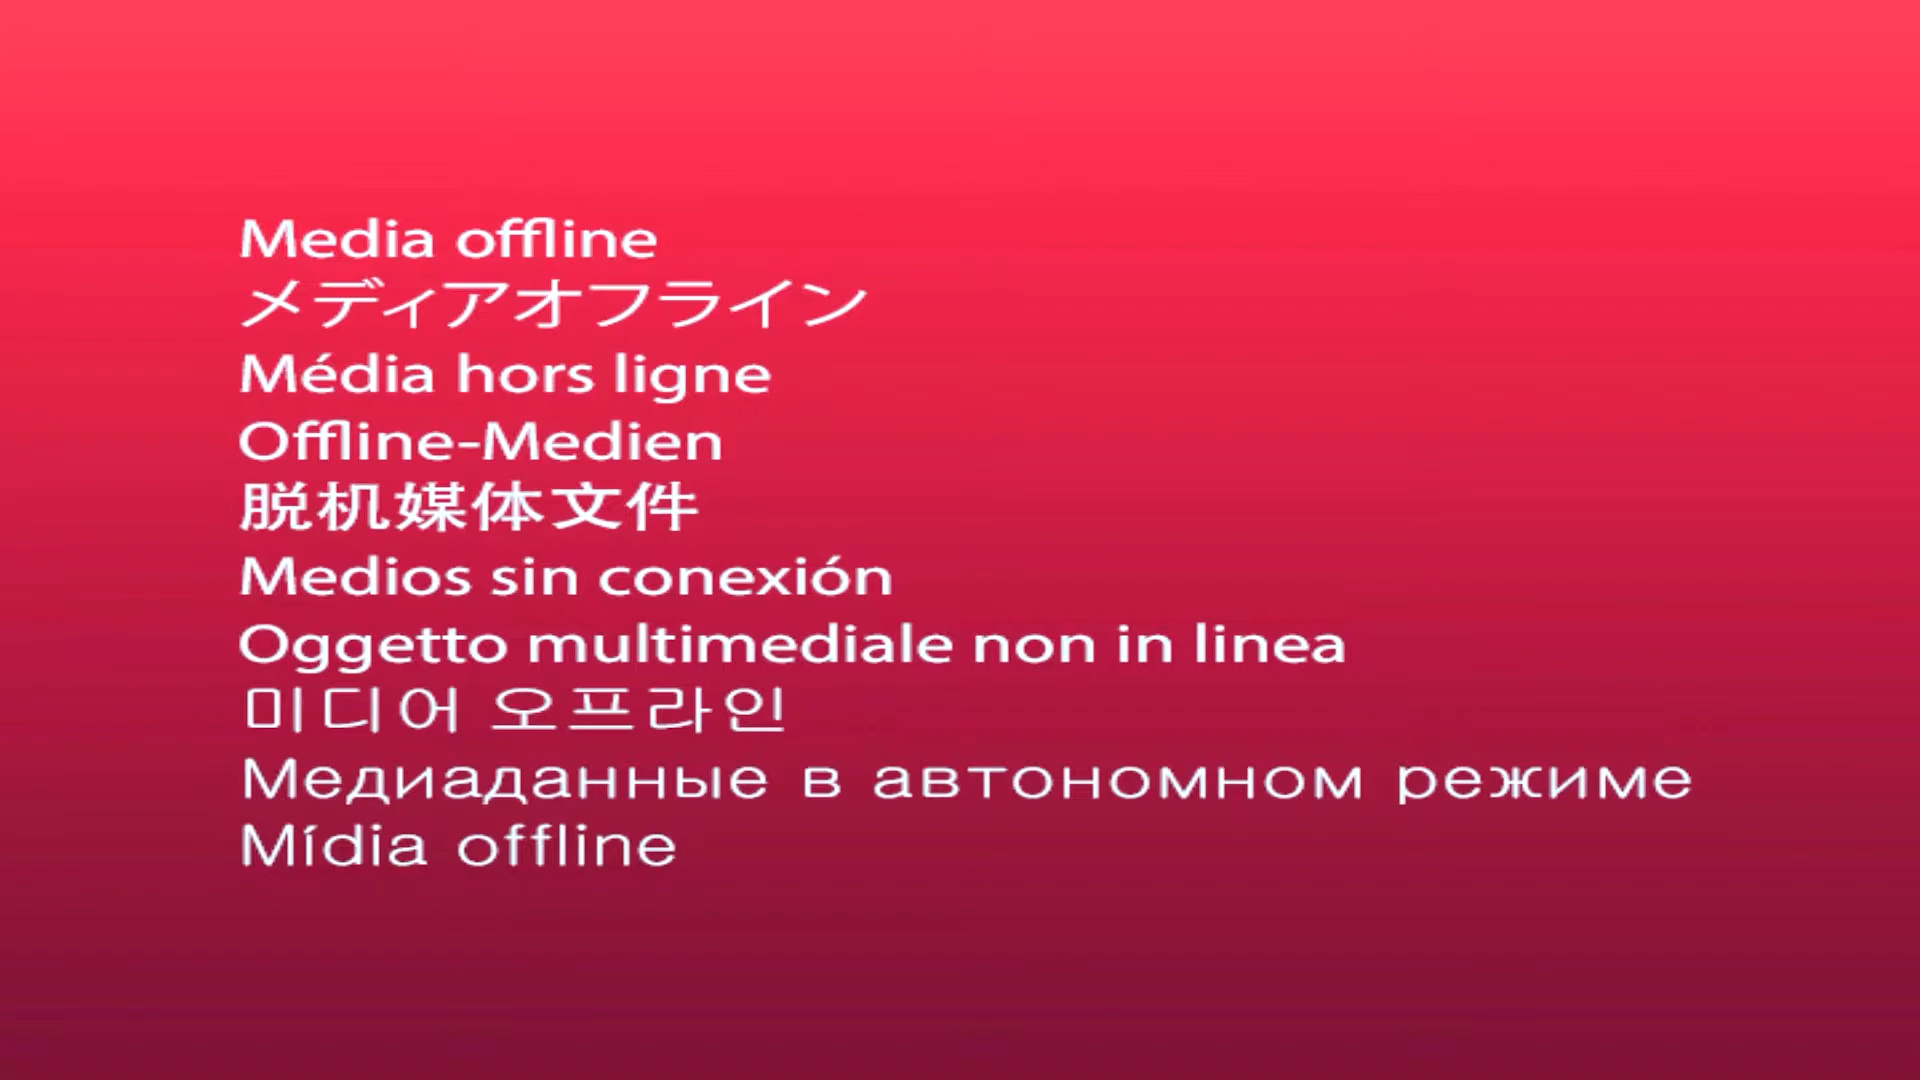 Media offline
メディアオフライン
Média hors ligne
Offline-Medien
脱机媒体文件
Medios sin conexión
Oggetto multimediale non in linea
미디어 오프라인
Медиаданные в автономном режиме
Mídia offline